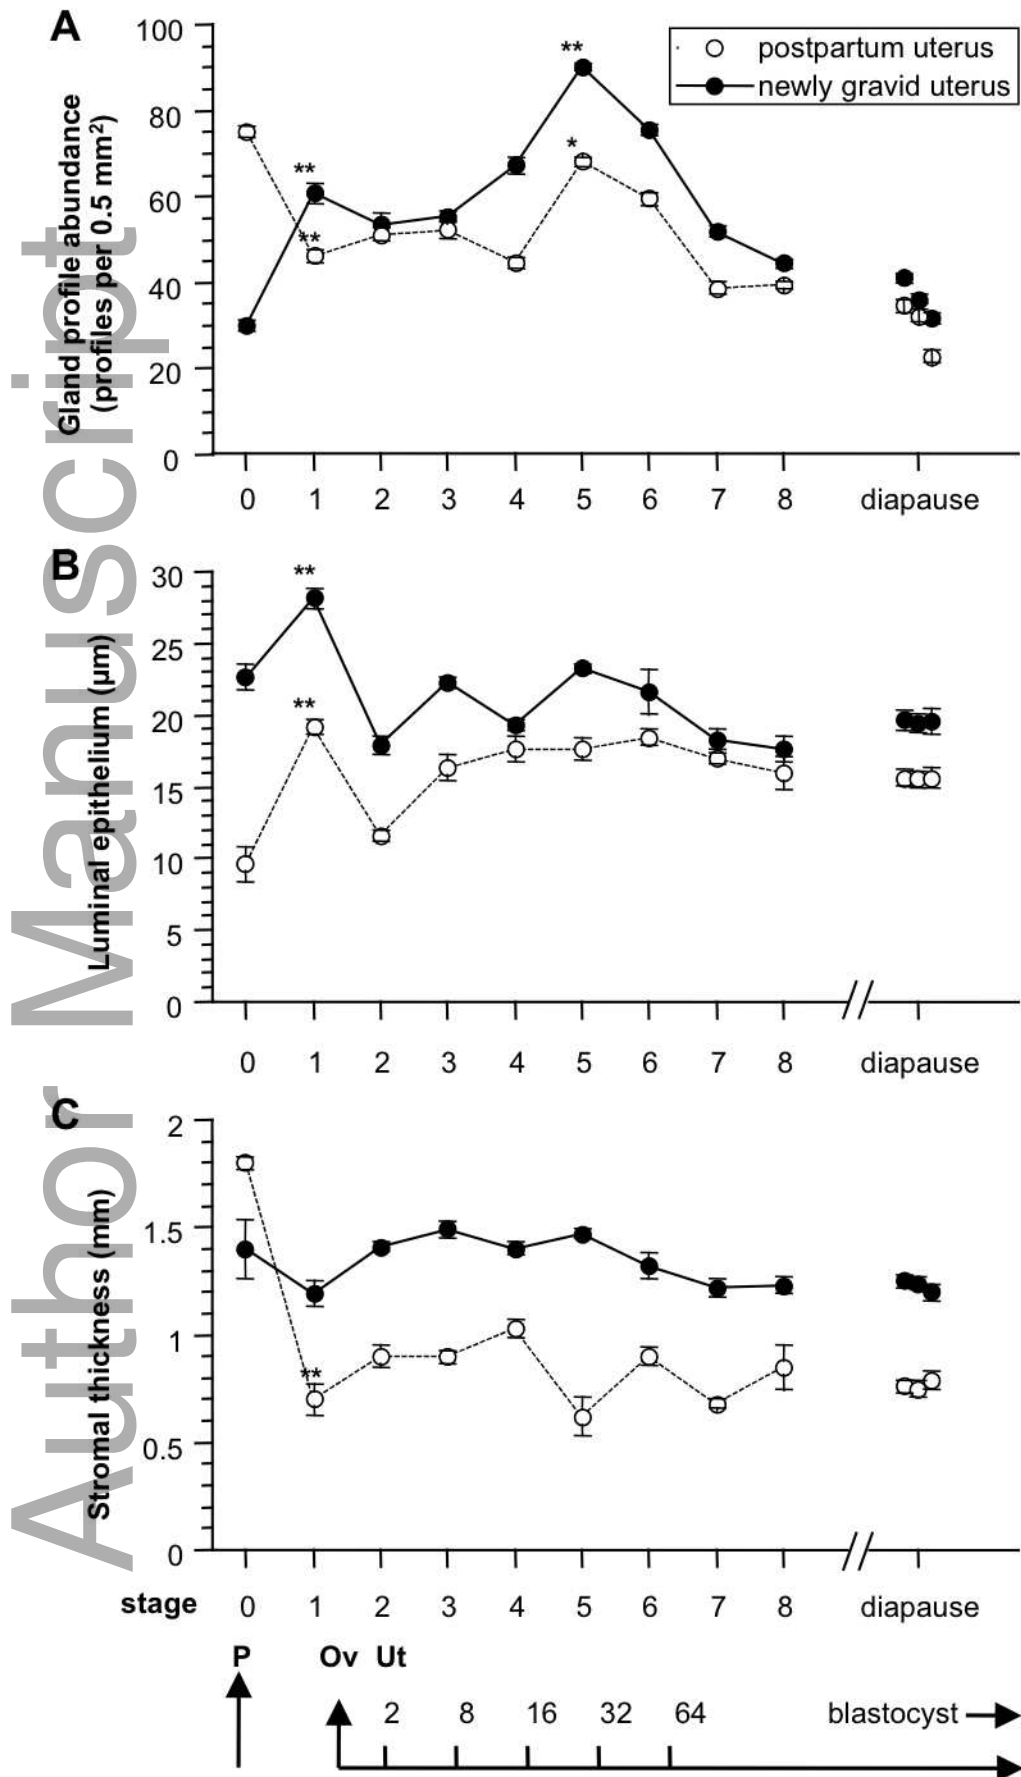 A
100
80
60
40
20
0
Gland profile abundance
(profiles per 0.5 mm²)
postpartum uterus
newly gravid uterus
**
**
**
*
0 1 2 3 4 5 6 7 8 diapause
B
30
25
20
15
10
5
0
Luminal epithelium (µm)
**
**
0 1 2 3 4 5 6 7 8 diapause
C
2
1.5
1
0.5
0
Stromal thickness (mm)
**
stage 0 1 2 3 4 5 6 7 8 diapause
P Ov Ut
2 8 16 32 64 blastocyst
Author Manuscript